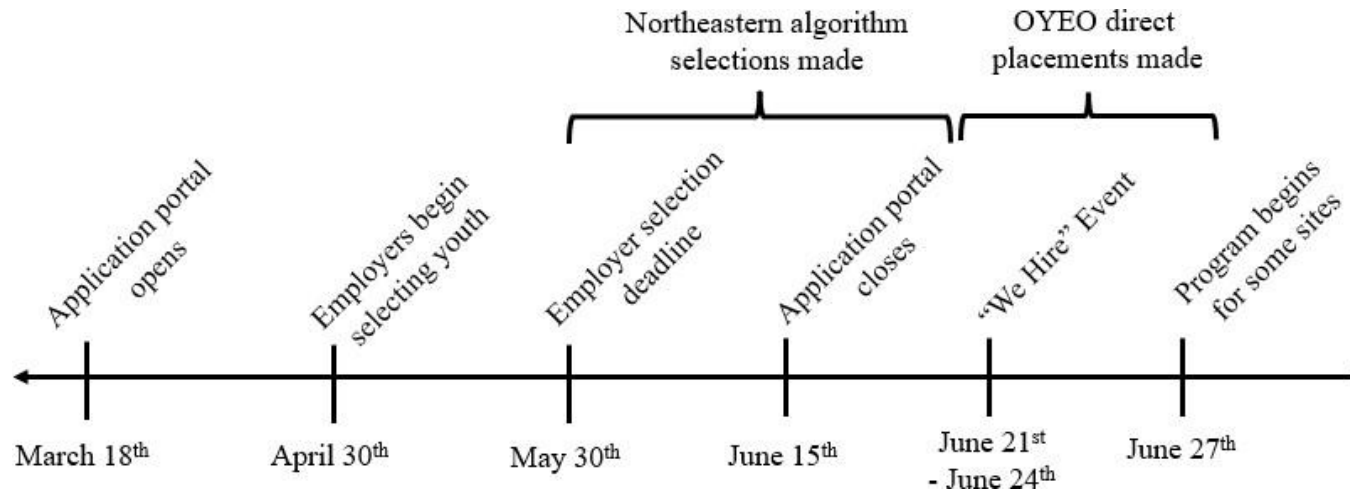 Northeastern algorithm
selections made
OYEO direct
placements made
Application portal
opens
Employers begin
selecting youth
Employer selection
deadline
Application portal
closes
“We Hire” Event
Program begins
for some sites
March 18th
April 30th
May 30th
June 15th
June 21st
- June 24th
June 27th